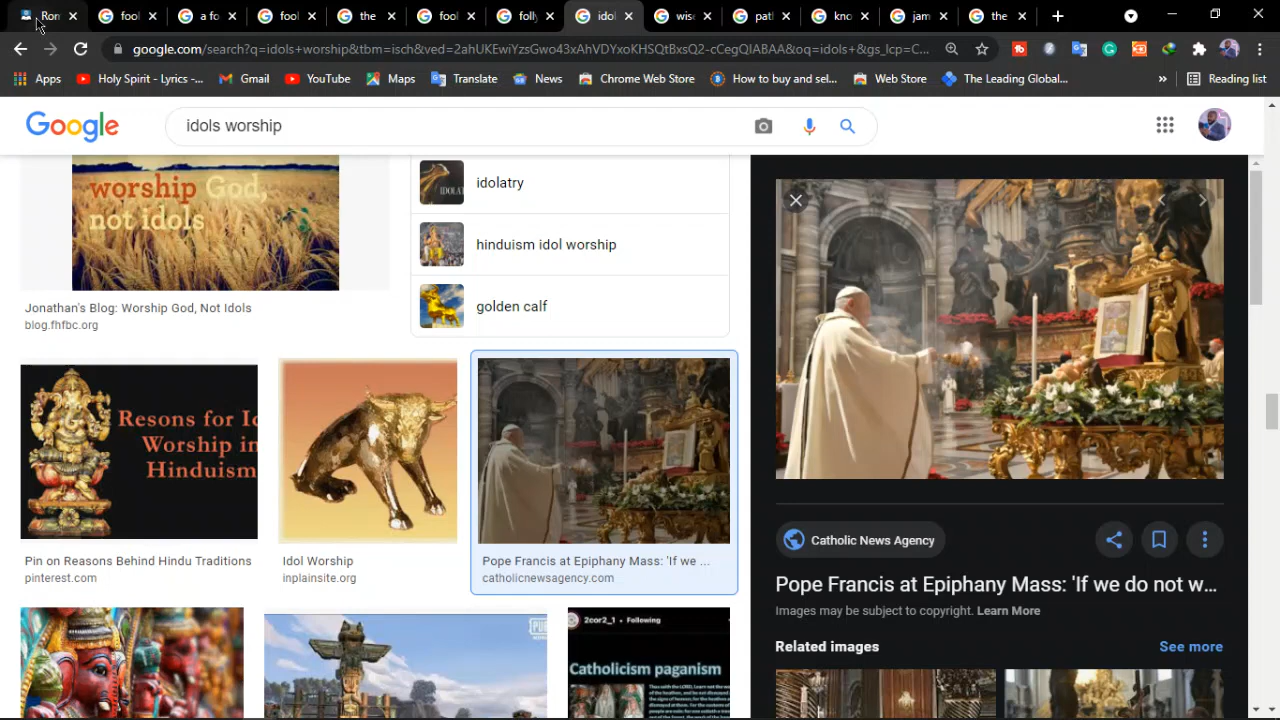 Ron
foo
a fo
fool
the
fool
folly
idol
wise
patl
kno
jam
the
google.com/search?q=idols+worship&tbm=isch&ved=2ahUKEwiYzsGwo43xAhVDYxoKHSQtBxsQ2-cCegQIABAA&oq=idols+&gs_lcp=C...
Apps
Holy Spirit - Lyrics -...
Gmail
YouTube
Maps
Translate
News
Chrome Web Store
How to buy and sel...
Web Store
The Leading Global...
»
Reading list
Google
idols worship
worship God,
not idols
Jonathan's Blog: Worship God, Not Idols
blog.fhfbc.org
IDOLAT
idolatry
hinduism idol worship
golden calf
Resons for Id
Worship in
Hinduism
Pin on Reasons Behind Hindu Traditions
pinterest.com
Idol Worship
inplainsite.org
Pope Francis at Epiphany Mass: 'If we ...
catholicnewsagency.com
2cor2_1 • Following
Catholicism paganism
Catholic News Agency
Pope Francis at Epiphany Mass: 'If we do not w...
Images may be subject to copyright. Learn More
Related images
See more